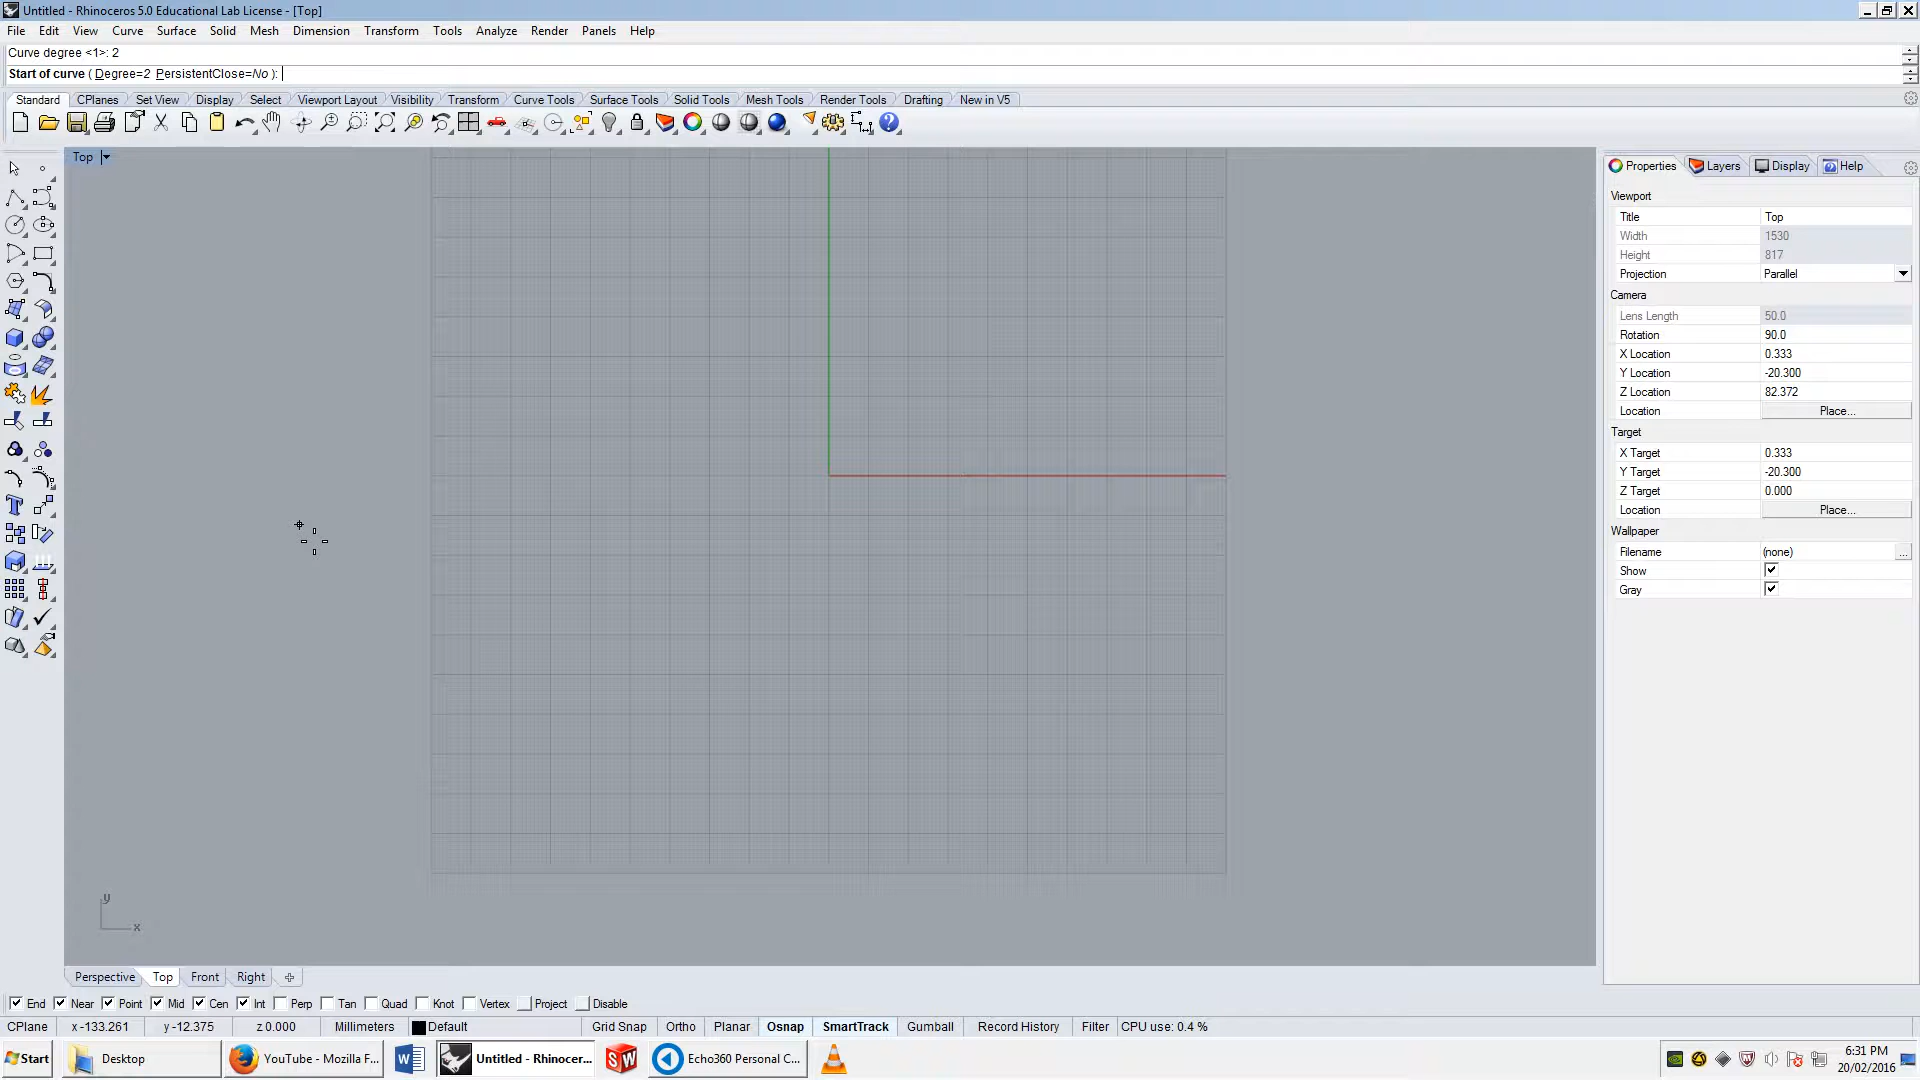 Untitled - Rhinoceros 5.0 Educational Lab License - [Top]
File Edit View Curve Surface Solid Mesh Dimension Transform Tools Analyze Render Panels Help
Curve degree <1>: 2
Start of curve ( Degree=2 PersistentClose=No ):
Standard CPlanes Set View Display Select Viewport Layout Visibility Transform Curve Tools Surface Tools Solid Tools Mesh Tools Render Tools Drafting New in V5
Top
Properties Layers Display Help
Viewport
Title Top
Width 1530
Height 817
Projection Parallel
Camera
Lens Length 50.0
Rotation 90.0
X Location 0.333
Y Location -20.300
Z Location 82.372
Location Place...
Target
X Target 0.333
Y Target -20.300
Z Target 0.000
Location Place...
Wallpaper
Filename (none) ...
Show
Gray
y
x
Perspective Top Front Right
End Near Point Mid Cen Int Perp Tan Quad Knot Vertex Project Disable
CPlane x -133.261 y -12.375 z 0.000 Millimeters Default Grid Snap Ortho Planar Osnap SmartTrack Gumball Record History Filter CPU use: 0.4 %
Start Desktop YouTube - Mozilla F... Untitled - Rhinocer... Echo360 Personal C... 6:31 PM
20/02/2016